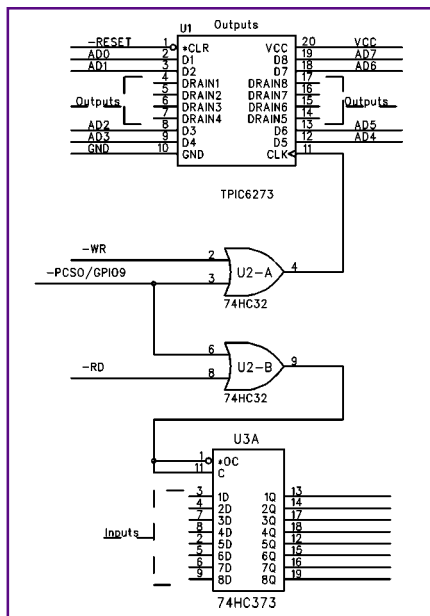 U1 Outputs
-RESET 1 *CLR VCC 20 VCC
AD0 2 D1 D8 19 AD7
AD1 3 D2 D7 18 AD6
4 DRAIN1 DRAIN8 17
Outputs 5 DRAIN2 DRAIN7 16 Outputs
6 DRAIN3 DRAIN6 15
7 DRAIN4 DRAIN5 14
AD2 8 D3 D6 13 AD5
AD3 9 D4 D5 12 AD4
GND 10 GND CLK 11
TPIC6273
-WR 2 U2-A 4
-PCS0/GPIO9 3
74HC32
6 U2-B 9
-RD 8
74HC32
U3A
1 *OC
11 C
3 1D 1Q 13
4 2D 2Q 14
7 3D 3Q 17
Inputs 8 4D 4Q 18
2 5D 5Q 12
5 6D 6Q 15
6 7D 7Q 16
9 8D 8Q 19
74HC373